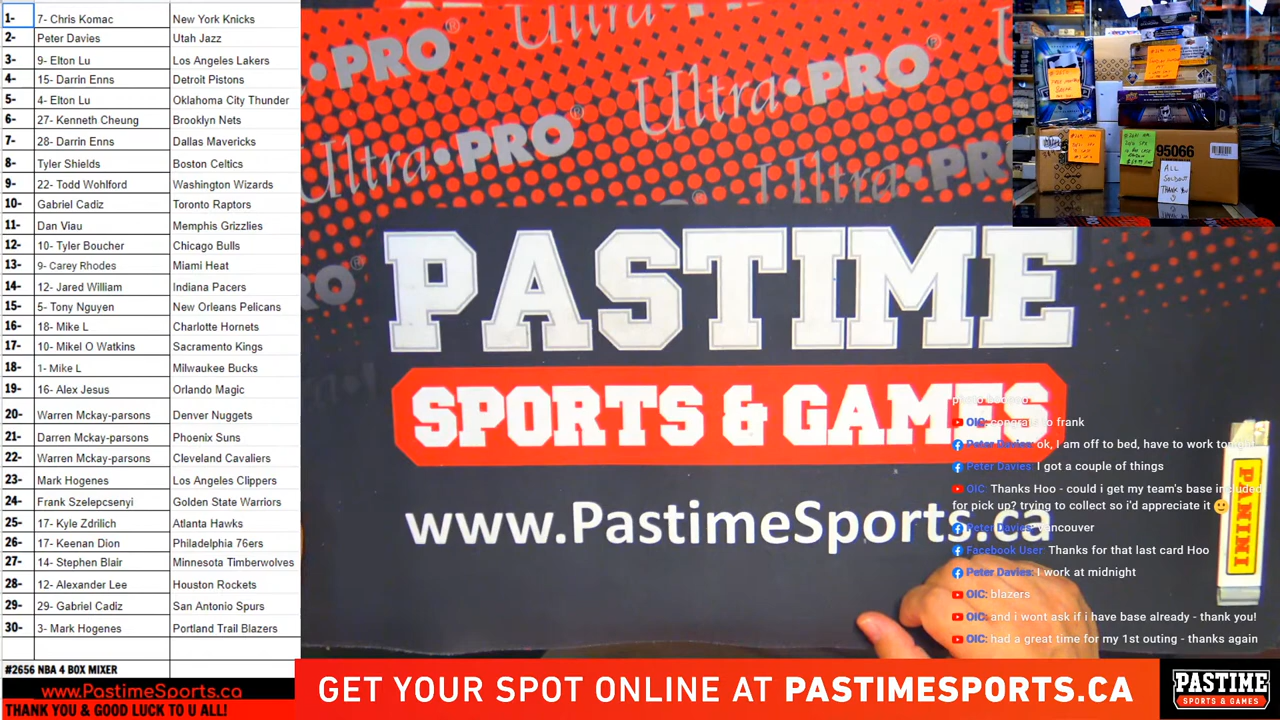 1- 7- Chris Komac New York Knicks
2- Peter Davies Utah Jazz
3- 9- Elton Lu Los Angeles Lakers
4- 15- Darrin Enns Detroit Pistons
5- 4- Elton Lu Oklahoma City Thunder
6- 27- Kenneth Cheung Brooklyn Nets
7- 28- Darrin Enns Dallas Mavericks
8- Tyler Shields Boston Celtics
9- 22- Todd Wohlford Washington Wizards
10- Gabriel Cadiz Toronto Raptors
11- Dan Viau Memphis Grizzlies
12- 10- Tyler Boucher Chicago Bulls
13- 9- Carey Rhodes Miami Heat
14- 12- Jared William Indiana Pacers
15- 5- Tony Nguyen New Orleans Pelicans
16- 18- Mike L Charlotte Hornets
17- 10- Mikel O Watkins Sacramento Kings
18- 1- Mike L Milwaukee Bucks
19- 16- Alex Jesus Orlando Magic
20- Warren Mckay-parsons Denver Nuggets
21- Darren Mckay-parsons Phoenix Suns
22- Warren Mckay-parsons Cleveland Cavaliers
23- Mark Hogenes Los Angeles Clippers
24- Frank Szelepcsenyi Golden State Warriors
25- 17- Kyle Zdrilich Atlanta Hawks
26- 17- Keenan Dion Philadelphia 76ers
27- 14- Stephen Blair Minnesota Timberwolves
28- 12- Alexander Lee Houston Rockets
29- 29- Gabriel Cadiz San Antonio Spurs
30- 3- Mark Hogenes Portland Trail Blazers
#2656 NBA 4 BOX MIXER
www.PastimeSports.ca
THANK YOU & GOOD LUCK TO U ALL!
Ultra PRO
Ultra PRO
Ultra PRO
PASTIME
SPORTS & GAMES
www.PastimeSports.ca
95066
ALL
SOLDOUT
THANK YOU
PANINI
OIC: congrats to frank
Peter Davies: ok, I am off to bed, have to work tonight
Peter Davies: I got a couple of things
OIC: Thanks Hoo - could i get my team's base included
for pick up? trying to collect so i'd appreciate it
Peter Davies: vancouver
Facebook User: Thanks for that last card Hoo
Peter Davies: I work at midnight
OIC: blazers
OIC: and i wont ask if i have base already - thank you!
OIC: had a great time for my 1st outing - thanks again
GET YOUR SPOT ONLINE AT PASTIMESPORTS.CA
PASTIME
SPORTS & GAMES